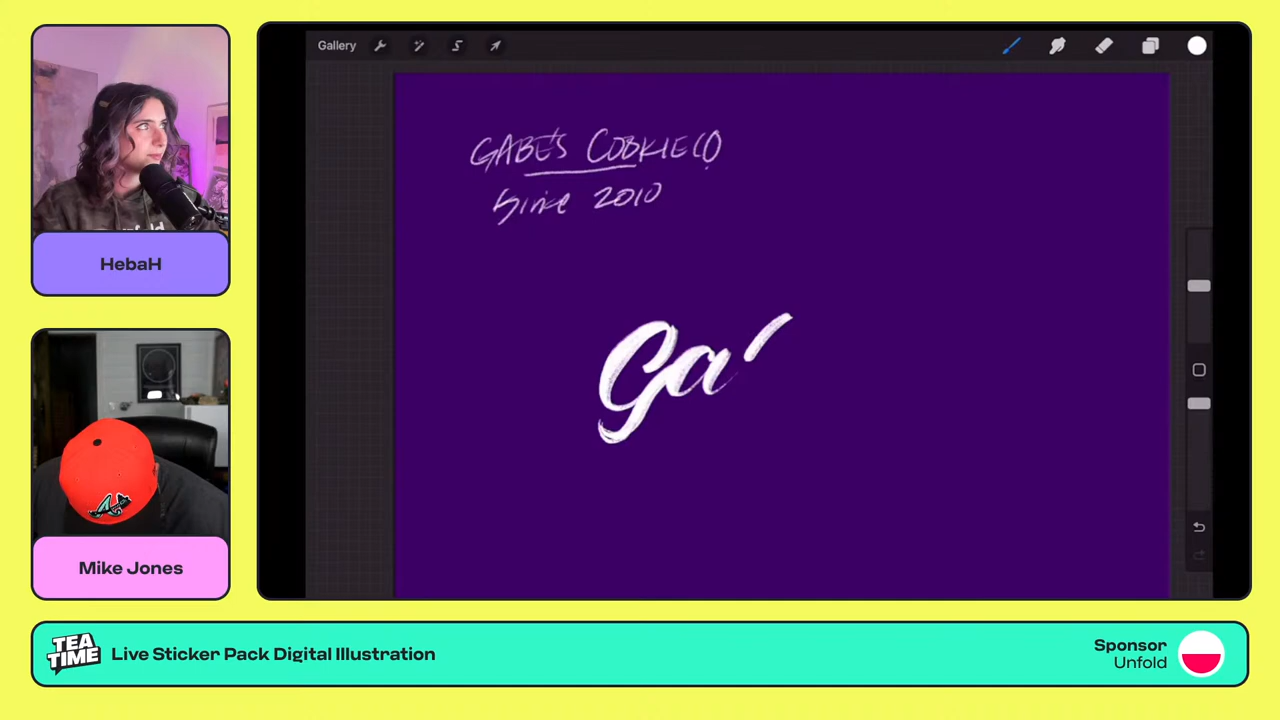 Gallery
GABE'S COOKIE CO
Since 2010
Ga
HebaH
Mike Jones
TEA TIME
Live Sticker Pack Digital Illustration
Sponsor
Unfold